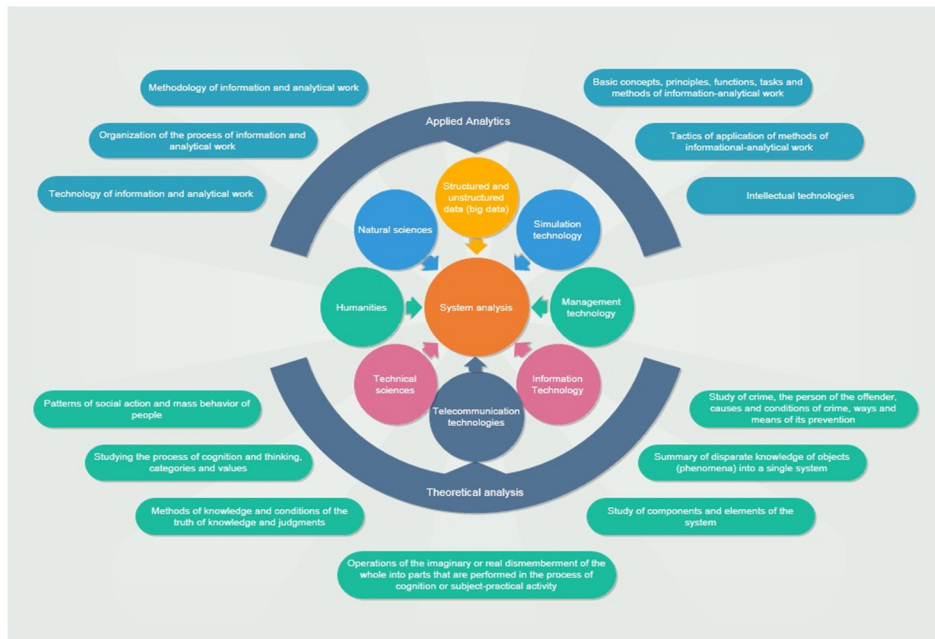 Methodology of information and analytical work
Organization of the process of information and
analytical work
Technology of information and analytical work
Basic concepts, principles, functions, tasks and
methods of information-analytical work
Tactics of application of methods of
informational-analytical work
Intellectual technologies
Applied Analytics
Structured and
unstructured
data (big data)
Natural sciences
Simulation
technology
Humanities
System analysis
Management
technology
Technical
sciences
Information
Technology
Telecommunication
technologies
Theoretical analysis
Patterns of social action and mass behavior of
people
Studying the process of cognition and thinking,
categories and values
Methods of knowledge and conditions of the
truth of knowledge and judgments
Study of crime, the person of the offender,
causes and conditions of crime, ways and
means of its prevention
Summary of disparate knowledge of objects
(phenomena) into a single system
Study of components and elements of the
system
Operations of the imaginary or real dismemberment of the
whole into parts that are performed in the process of
cognition or subject-practical activity